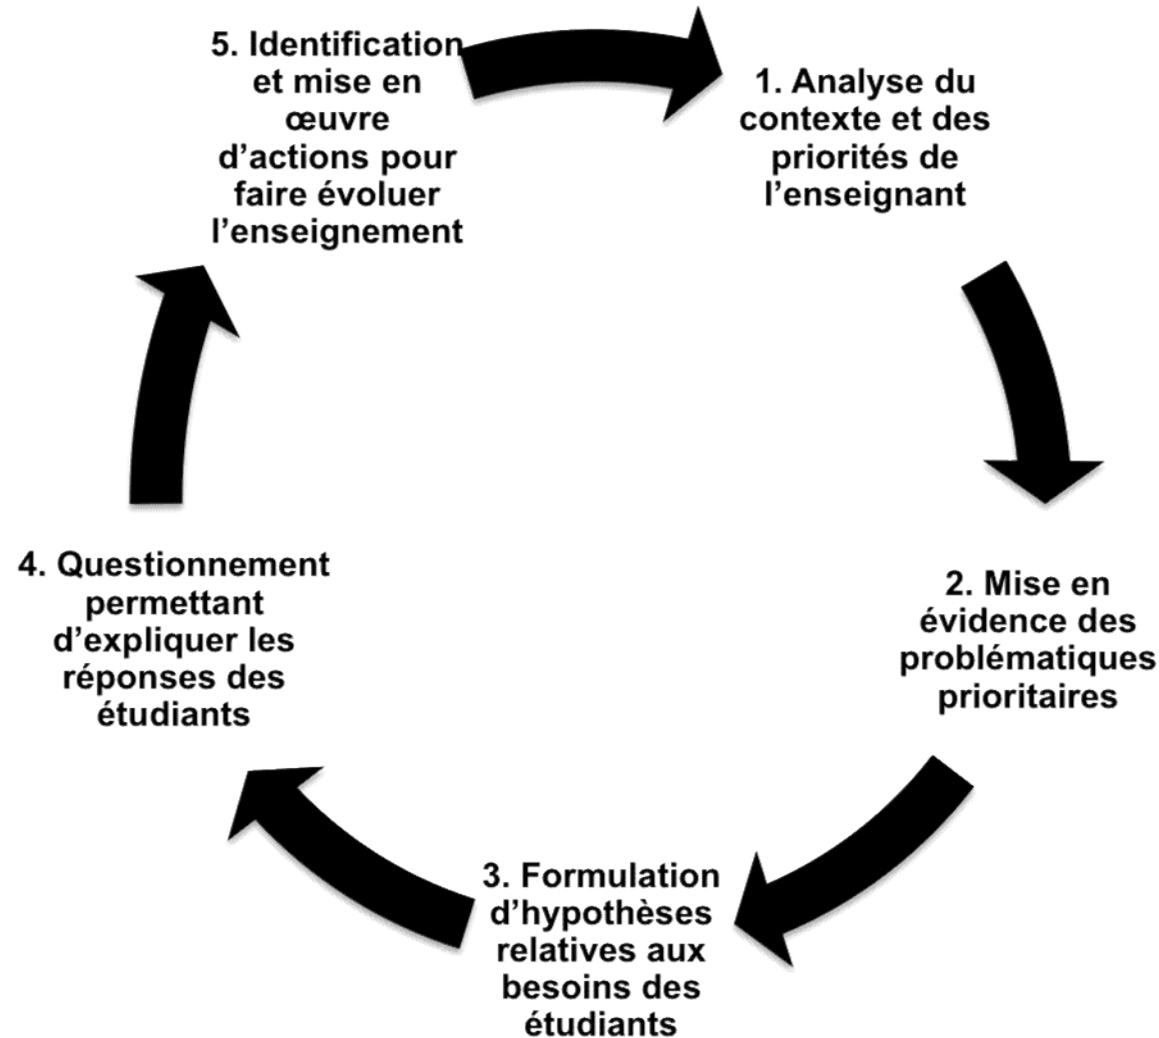 1. Analyse du
contexte et des
priorités de
l’enseignant
2. Mise en
évidence des
problématiques
prioritaires
3. Formulation
d’hypothèses
relatives aux
besoins des
étudiants
4. Questionnement
permettant
d’expliquer les
réponses des
étudiants
5. Identification
et mise en
œuvre
d’actions pour
faire évoluer
l’enseignement